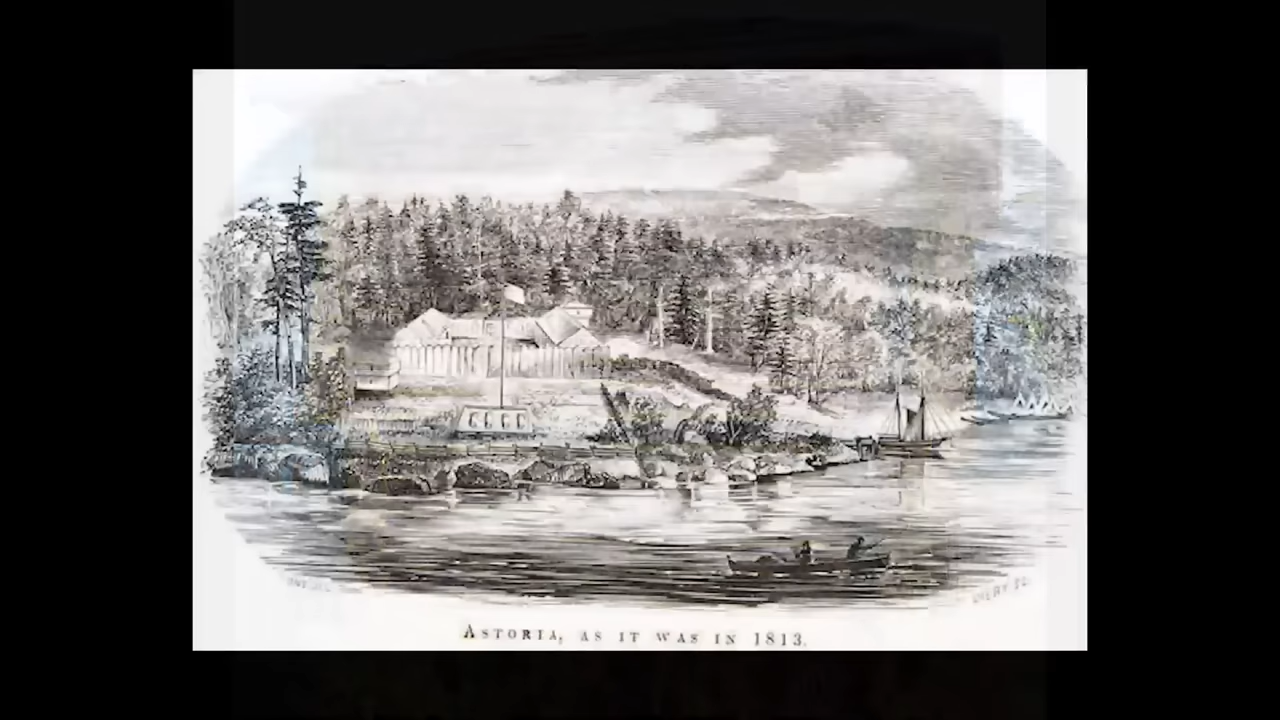 ASTORIA, AS IT WAS IN 1813.